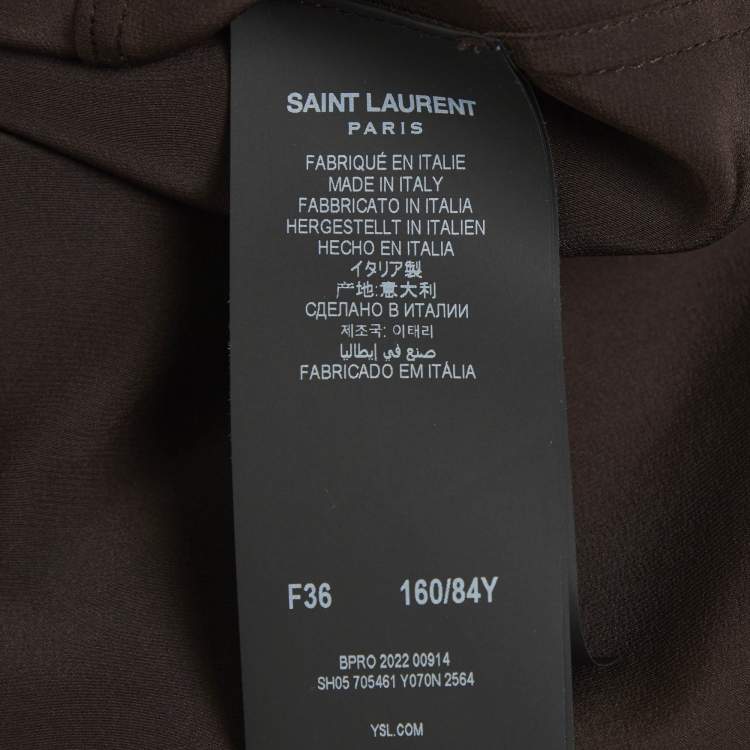 SAINT LAURENT
PARIS
FABRIQUÉ EN ITALIE
MADE IN ITALY
FABBRICATO IN ITALIA
HERGESTELLT IN ITALIEN
HECHO EN ITALIA
イタリア製
产地:意大利
СДЕЛАНО В ИТАЛИИ
제조국: 이태리
صنع في إيطاليا
FABRICADO EM ITÁLIA
F36 160/84Y
BPRO 2022 00914
SH05 705461 Y070N 2564
YSL.COM